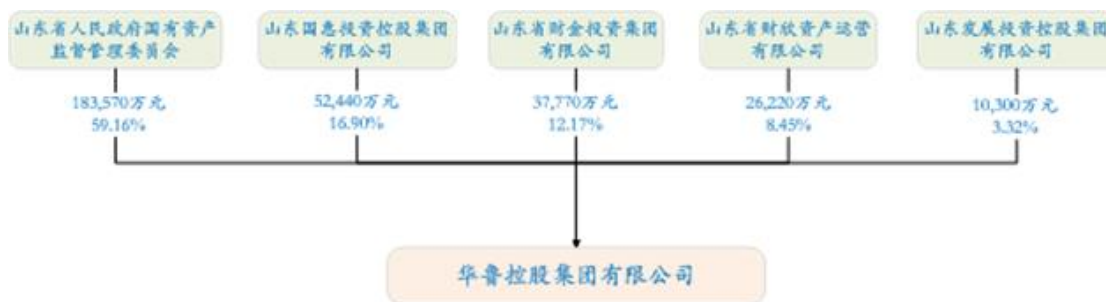 山东省人民政府国有资产
监督管理委员会
山东国惠投资控股集团
有限公司
山东省财金投资集团
有限公司
山东省财欣资产运营
有限公司
山东发展投资控股集团
有限公司
183,570万元
59.16%
52,440万元
16.90%
37,770万元
12.17%
26,220万元
8.45%
10,300万元
3.32%
华鲁控股集团有限公司